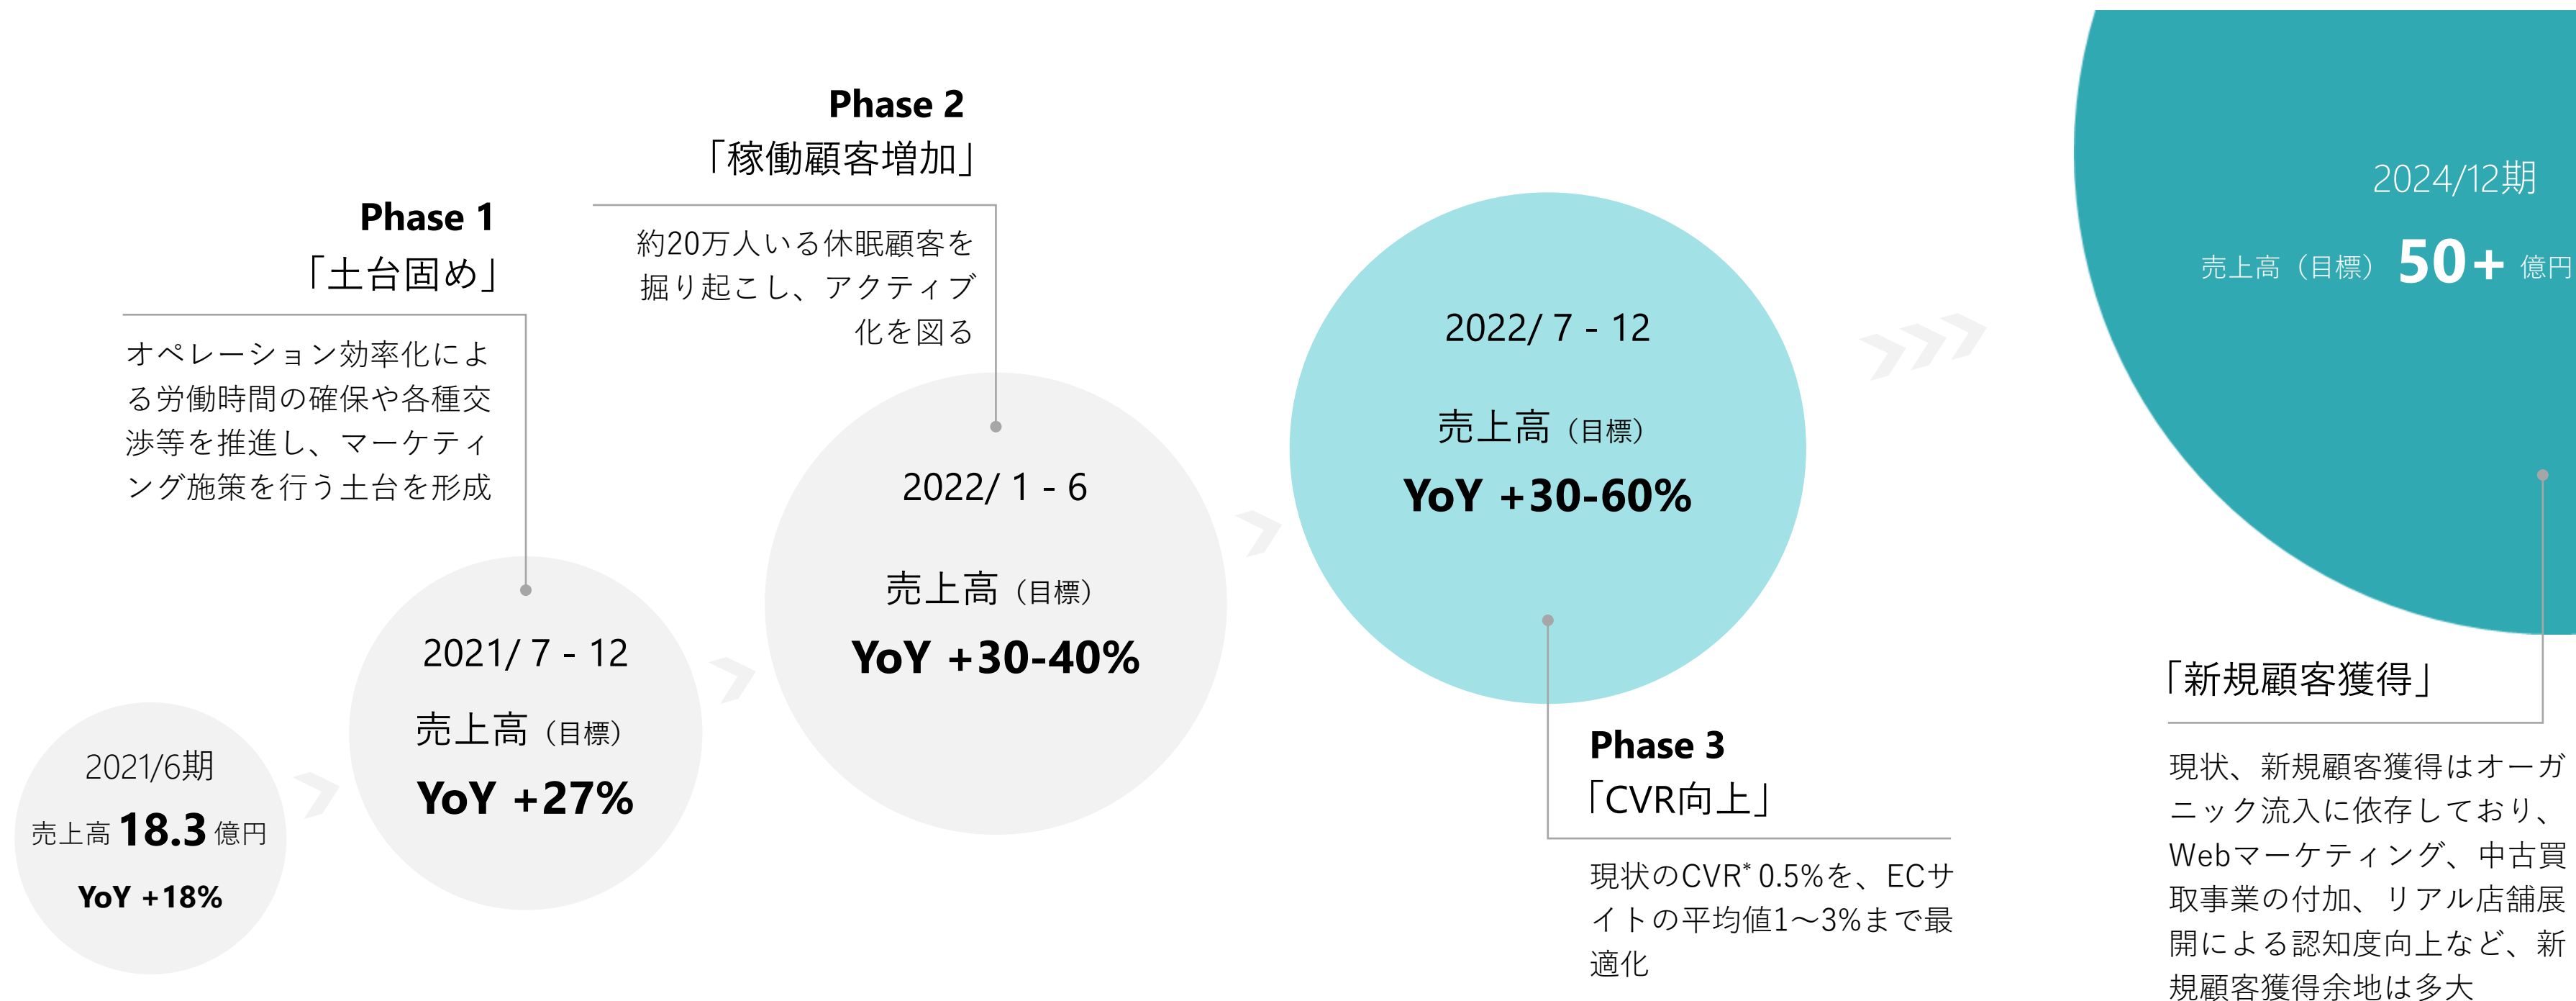 2021/6期
売上高 18.3 億円
YoY +18%
Phase 1
「土台固め」
オペレーション効率化によ
る労働時間の確保や各種交
渉等を推進し、マーケティ
ング施策を行う土台を形成
2021/ 7 - 12
売上高（目標）
YoY +27%
Phase 2
「稼働顧客増加」
約20万人いる休眠顧客を
掘り起こし、アクティブ
化を図る
2022/ 1 - 6
売上高（目標）
YoY +30-40%
2022/ 7 - 12
売上高（目標）
YoY +30-60%
Phase 3
「CVR向上」
現状のCVR* 0.5%を、ECサ
イトの平均値1～3%まで最
適化
2024/12期
売上高（目標） 50+ 億円
「新規顧客獲得」
現状、新規顧客獲得はオーガ
ニック流入に依存しており、
Webマーケティング、中古買
取事業の付加、リアル店舗展
開による認知度向上など、新
規顧客獲得余地は多大